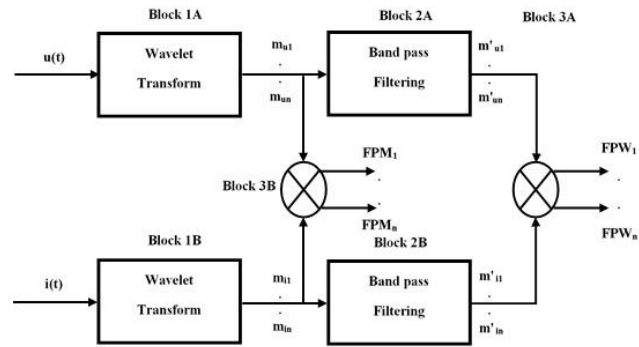 Block 1A
Block 2A
Block 3A
u(t)
Wavelet
Transform
m_u1
.
.
m_un
Band pass
Filtering
m'_u1
.
.
m'_un
Block 3B
FPM_1
.
FPM_n
FPW_1
.
FPW_n
Block 1B
Block 2B
i(t)
Wavelet
Transform
m_i1
.
.
m_in
Band pass
Filtering
m'_i1
.
.
m'_in